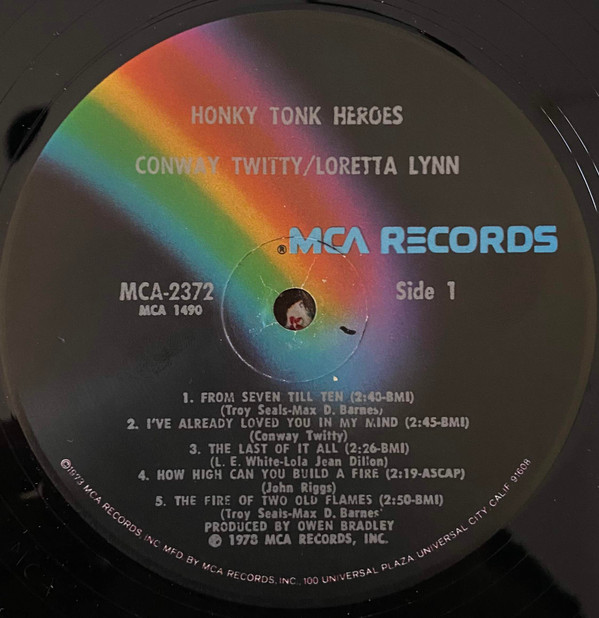 HONKY TONK HEROES
CONWAY TWITTY/LORETTA LYNN
®MCA RECORDS
MCA-2372
MCA 1490
Side 1
1. FROM SEVEN TILL TEN (2:40-BMI)
(Troy Seals-Max D. Barnes)
2. I'VE ALREADY LOVED YOU IN MY MIND (2:45-BMI)
(Conway Twitty)
3. THE LAST OF IT ALL (2:26-BMI)
(L. E. White-Lola Jean Dillon)
4. HOW HIGH CAN YOU BUILD A FIRE (2:19-ASCAP)
(John Riggs)
5. THE FIRE OF TWO OLD FLAMES (2:50-BMI)
(Troy Seals-Max D. Barnes)
PRODUCED BY OWEN BRADLEY
℗ 1978 MCA RECORDS, INC.
©1973 MCA RECORDS, INC. MFD. BY MCA RECORDS, INC., 100 UNIVERSAL PLAZA, UNIVERSAL CITY, CALIF. 91608